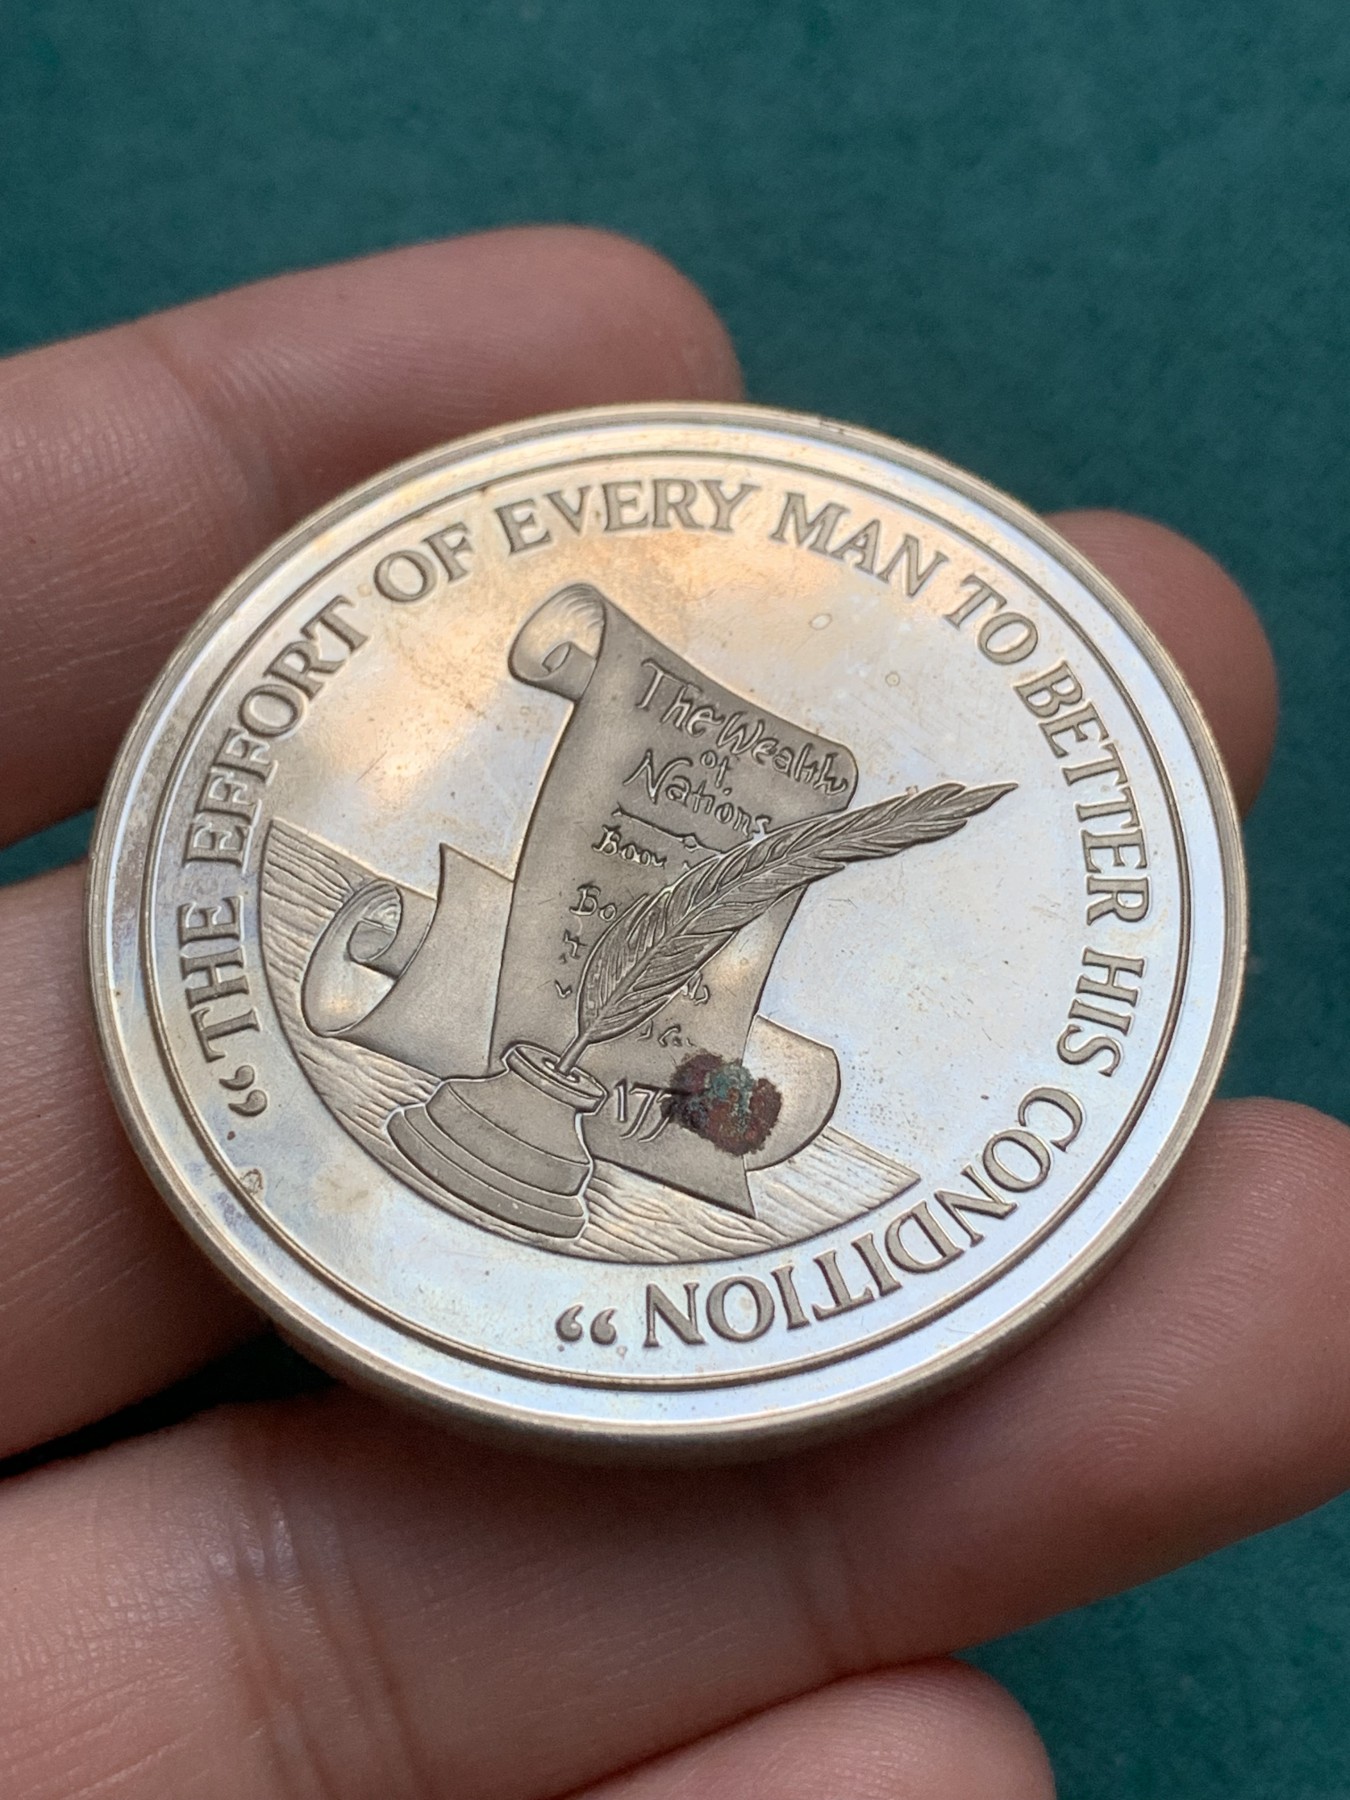 “THE EFFORT OF EVERY MAN TO BETTER HIS CONDITION”
The Wealth
of
Nations